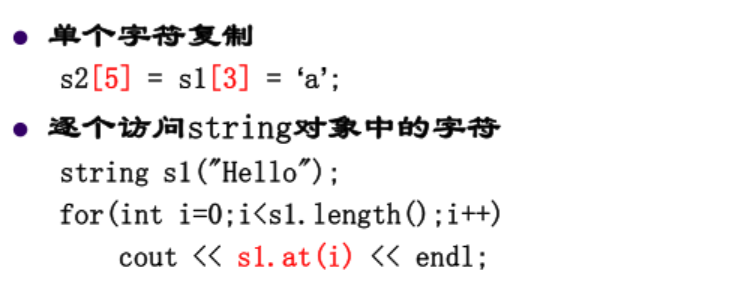 ● 单个字符复制
s2[5] = s1[3] = ‘a’;
● 逐个访问string对象中的字符
string s1("Hello");
for(int i=0;i<s1.length();i++)
cout << s1.at(i) << endl;